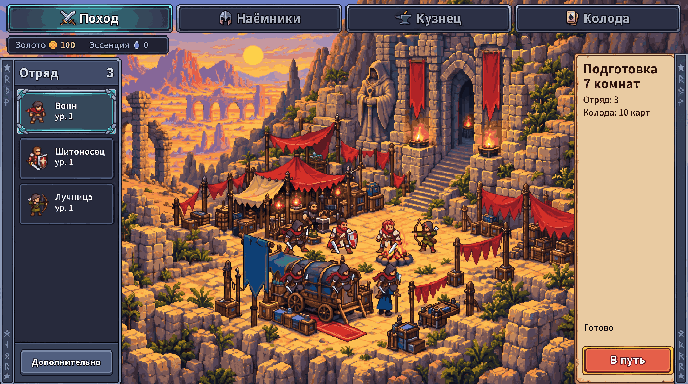 Поход
Наёмники
Кузнец
Колода
Золото 100 Эссенция 0
Отряд 3
Воин
ур. 1
Щитоносец
ур. 1
Лучница
ур. 1
Дополнительно
Подготовка
7 комнат
Отряд: 3
Колода: 10 карт
Готово
В путь